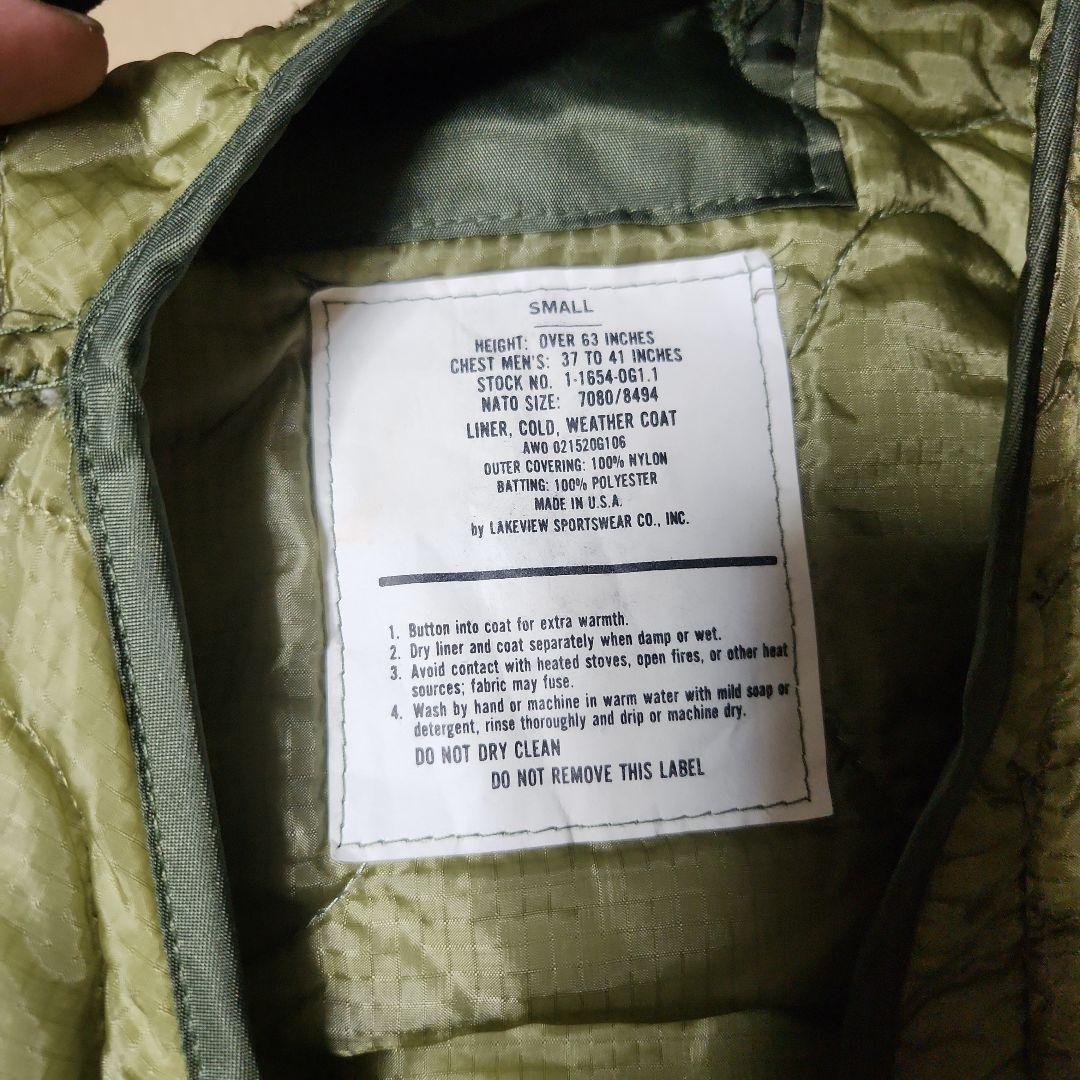 SMALL
HEIGHT: OVER 63 INCHES
CHEST MEN'S: 37 TO 41 INCHES
STOCK NO. 1-1654-0G1.1
NATO SIZE: 7080/8494
LINER, COLD, WEATHER COAT
AWO 021520G106
OUTER COVERING: 100% NYLON
BATTING: 100% POLYESTER
MADE IN U.S.A.
by LAKEVIEW SPORTSWEAR CO., INC.
1. Button into coat for extra warmth.
2. Dry liner and coat separately when damp or wet.
3. Avoid contact with heated stoves, open fires, or other heat
sources; fabric may fuse.
4. Wash by hand or machine in warm water with mild soap or
detergent, rinse thoroughly and drip or machine dry.
DO NOT DRY CLEAN
DO NOT REMOVE THIS LABEL